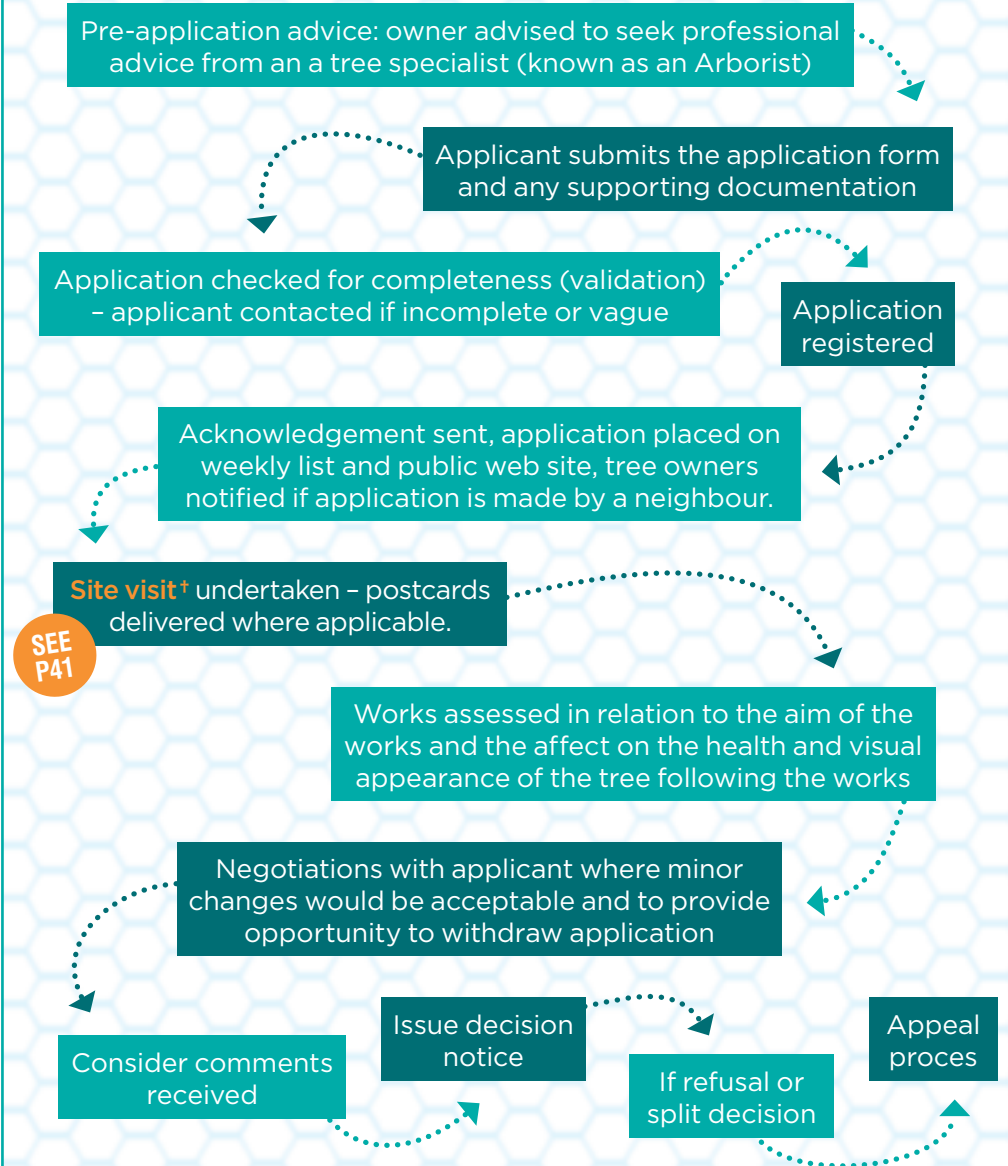 Pre-application advice: owner advised to seek professional
advice from an a tree specialist (known as an Arborist)
Applicant submits the application form
and any supporting documentation
Application checked for completeness (validation)
– applicant contacted if incomplete or vague
Application
registered
Acknowledgement sent, application placed on
weekly list and public web site, tree owners
notified if application is made by a neighbour.
Site visit† undertaken – postcards
delivered where applicable.
SEE
P41
Works assessed in relation to the aim of the
works and the affect on the health and visual
appearance of the tree following the works
Negotiations with applicant where minor
changes would be acceptable and to provide
opportunity to withdraw application
Consider comments
received
Issue decision
notice
If refusal or
split decision
Appeal
proces